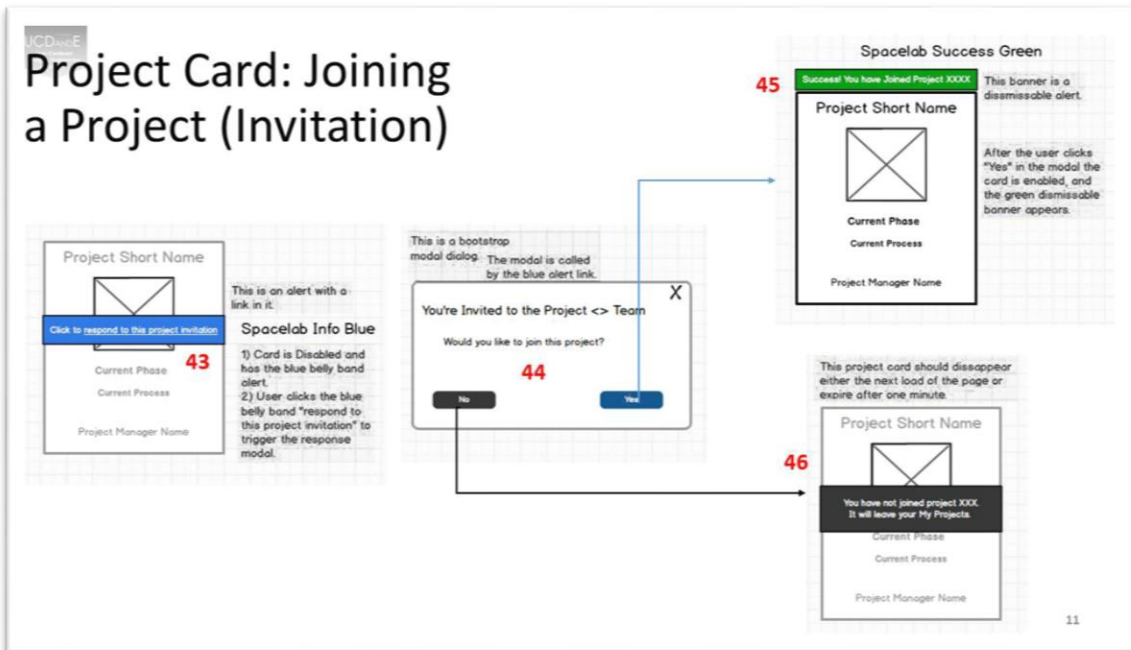 UCDANDE
Project Card: Joining
a Project (Invitation)
Project Short Name
Click to respond to this project invitation
43
Current Phase
Current Process
Project Manager Name
This is an alert with a
link in it.
Spacelab Info Blue
1) Card is Disabled and
has the blue belly band
alert.
2) User clicks the blue
belly band "respond to
this project invitation" to
trigger the response
modal.
This is a bootstrap
modal dialog.
The modal is called
by the blue alert link.
X
You're Invited to the Project <> Team
Would you like to join this project?
44
No
Yes
Spacelab Success Green
45
Success! You have Joined Project XXXX
Project Short Name
Current Phase
Current Process
Project Manager Name
This banner is a
dissmissable alert.
After the user clicks
"Yes" in the modal the
card is enabled, and
the green dismissable
banner appears.
This project card should dissappear
either the next load of the page or
expire after one minute.
Project Short Name
46
You have not joined project XXX.
It will leave your My Projects.
Current Phase
Current Process
Project Manager Name
11